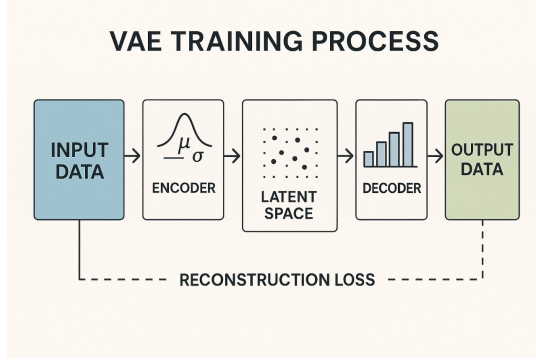 VAE TRAINING PROCESS
INPUT
DATA
μ
σ
ENCODER
LATENT
SPACE
DECODER
OUTPUT
DATA
RECONSTRUCTION LOSS